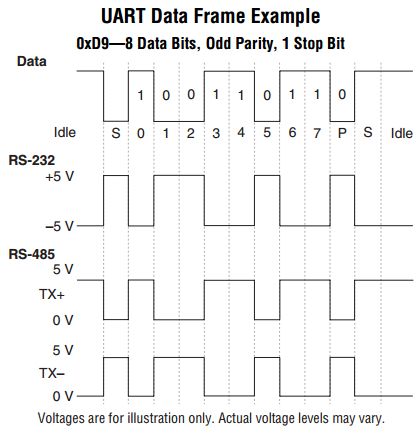 UART Data Frame Example
0xD9—8 Data Bits, Odd Parity, 1 Stop Bit
Data
1 0 0 1 1 0 1 1 0
Idle S 0 1 2 3 4 5 6 7 P S Idle
RS-232
+5 V
–5 V
RS-485
5 V
TX+
0 V
5 V
TX–
0 V
Voltages are for illustration only. Actual voltage levels may vary.